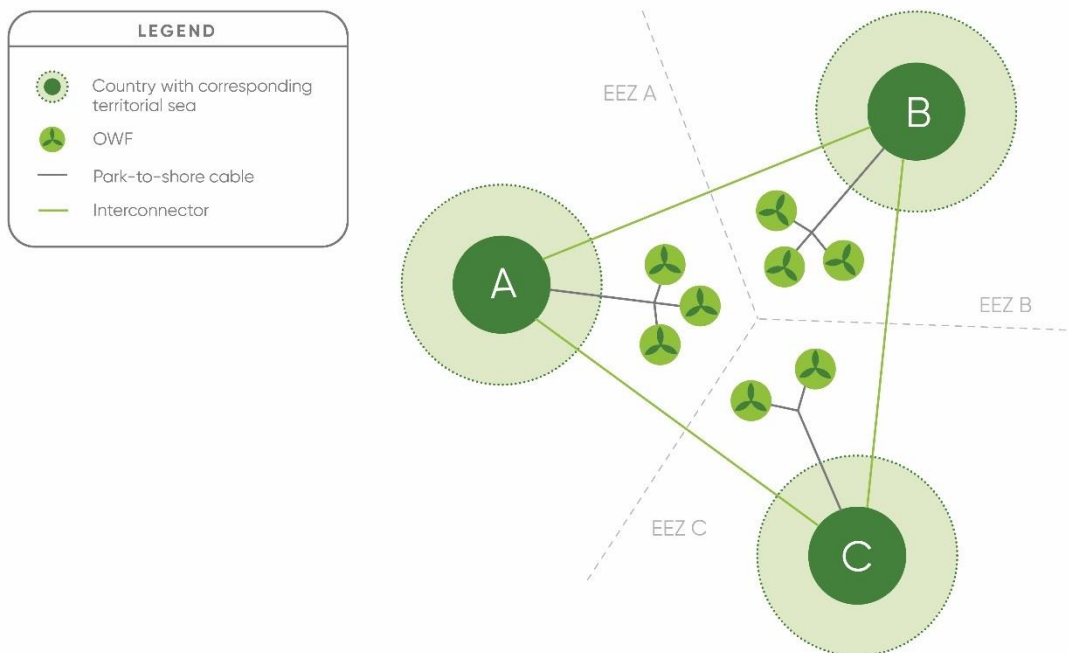 LEGEND
Country with corresponding
territorial sea
OWF
Park-to-shore cable
Interconnector
EEZ A
B
A
EEZ B
EEZ C
C